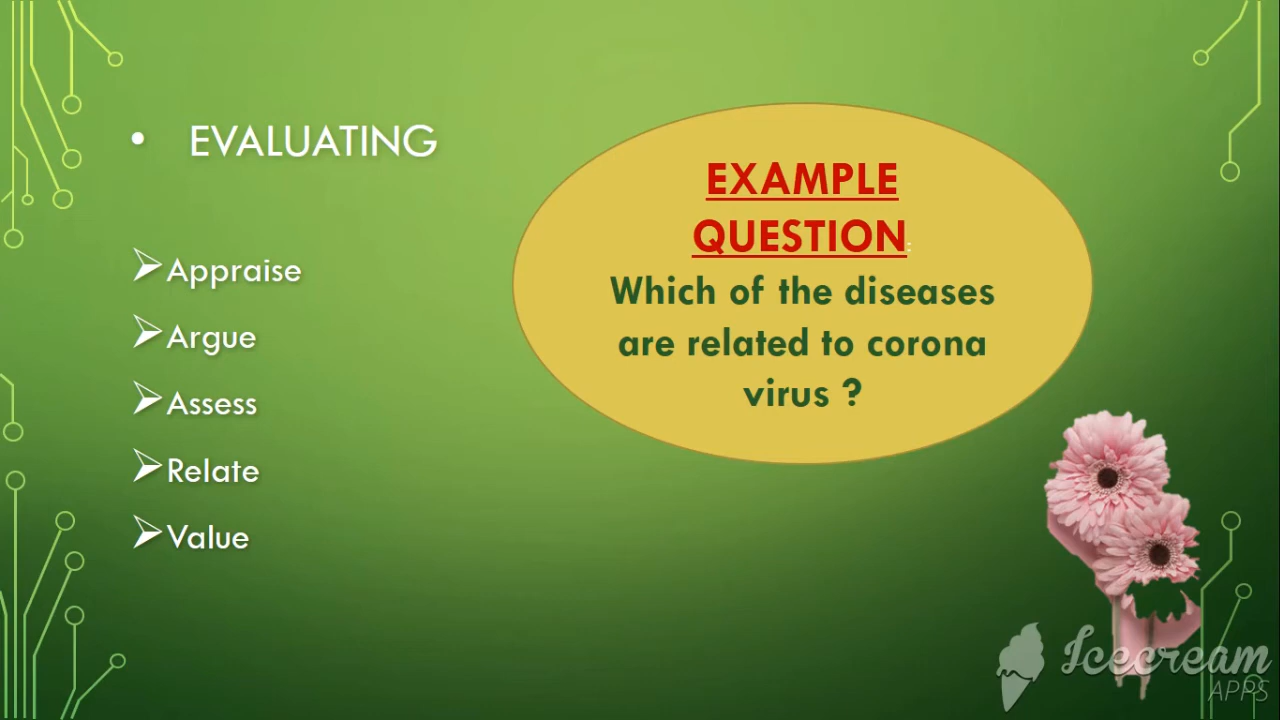 • EVALUATING
Appraise
Argue
Assess
Relate
Value
EXAMPLE
QUESTION:
Which of the diseases
are related to corona
virus ?
Icecream
APPS